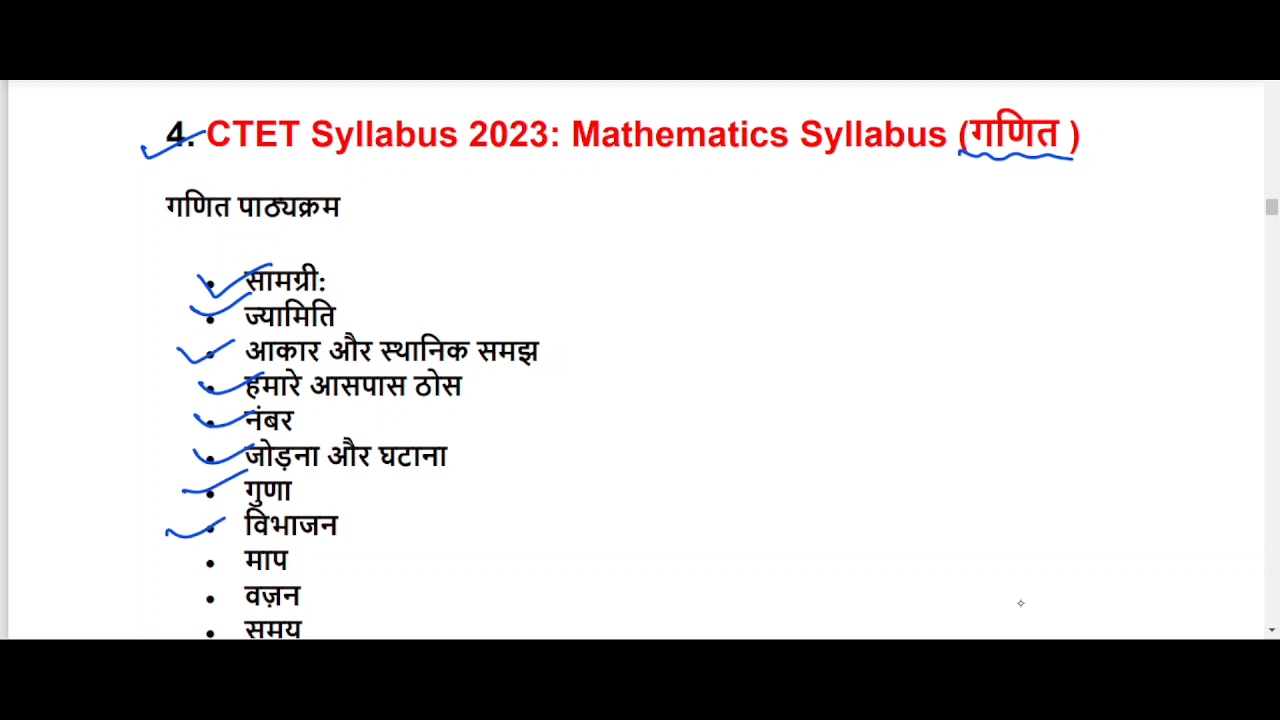 4. CTET Syllabus 2023: Mathematics Syllabus (गणित )
गणित पाठ्यक्रम
• सामग्री:
• ज्यामिति
• आकार और स्थानिक समझ
• हमारे आसपास ठोस
• नंबर
• जोड़ना और घटाना
• गुणा
• विभाजन
• माप
• वज़न
• समय